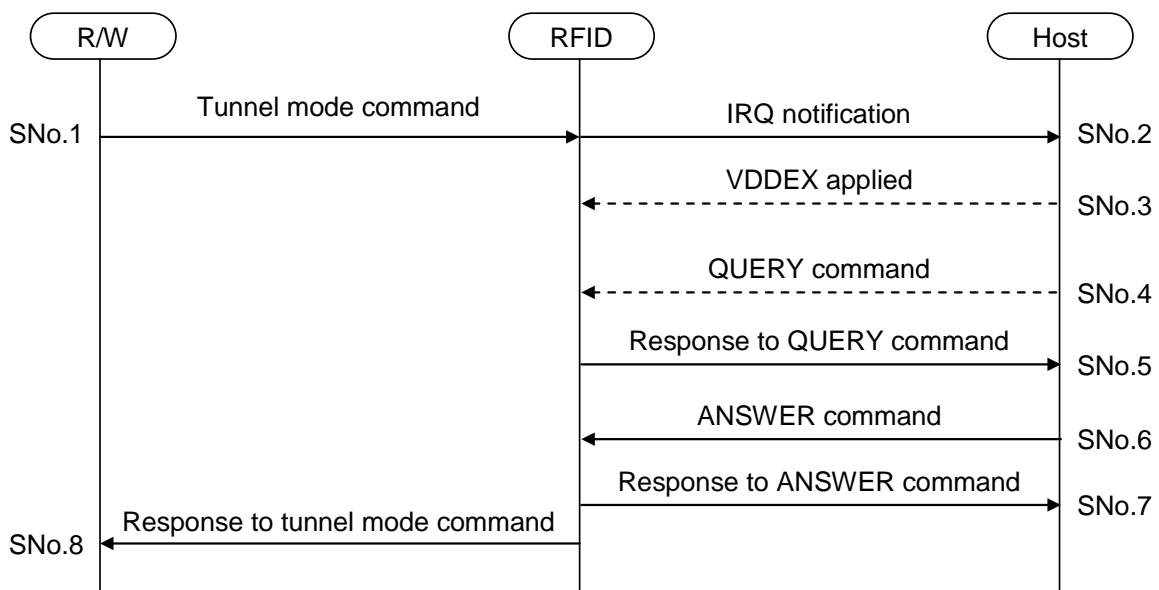 R/W
RFID
Host
Tunnel mode command
IRQ notification
SNo.1
SNo.2
VDDEX applied
SNo.3
QUERY command
SNo.4
Response to QUERY command
SNo.5
ANSWER command
SNo.6
Response to ANSWER command
SNo.7
Response to tunnel mode command
SNo.8